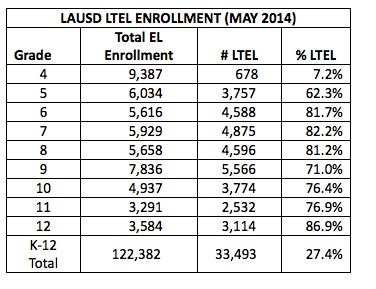 LAUSD LTEL ENROLLMENT (MAY 2014)
Grade Total EL Enrollment # LTEL % LTEL
4 9,387 678 7.2%
5 6,034 3,757 62.3%
6 5,616 4,588 81.7%
7 5,929 4,875 82.2%
8 5,658 4,596 81.2%
9 7,836 5,566 71.0%
10 4,937 3,774 76.4%
11 3,291 2,532 76.9%
12 3,584 3,114 86.9%
K-12 Total 122,382 33,493 27.4%